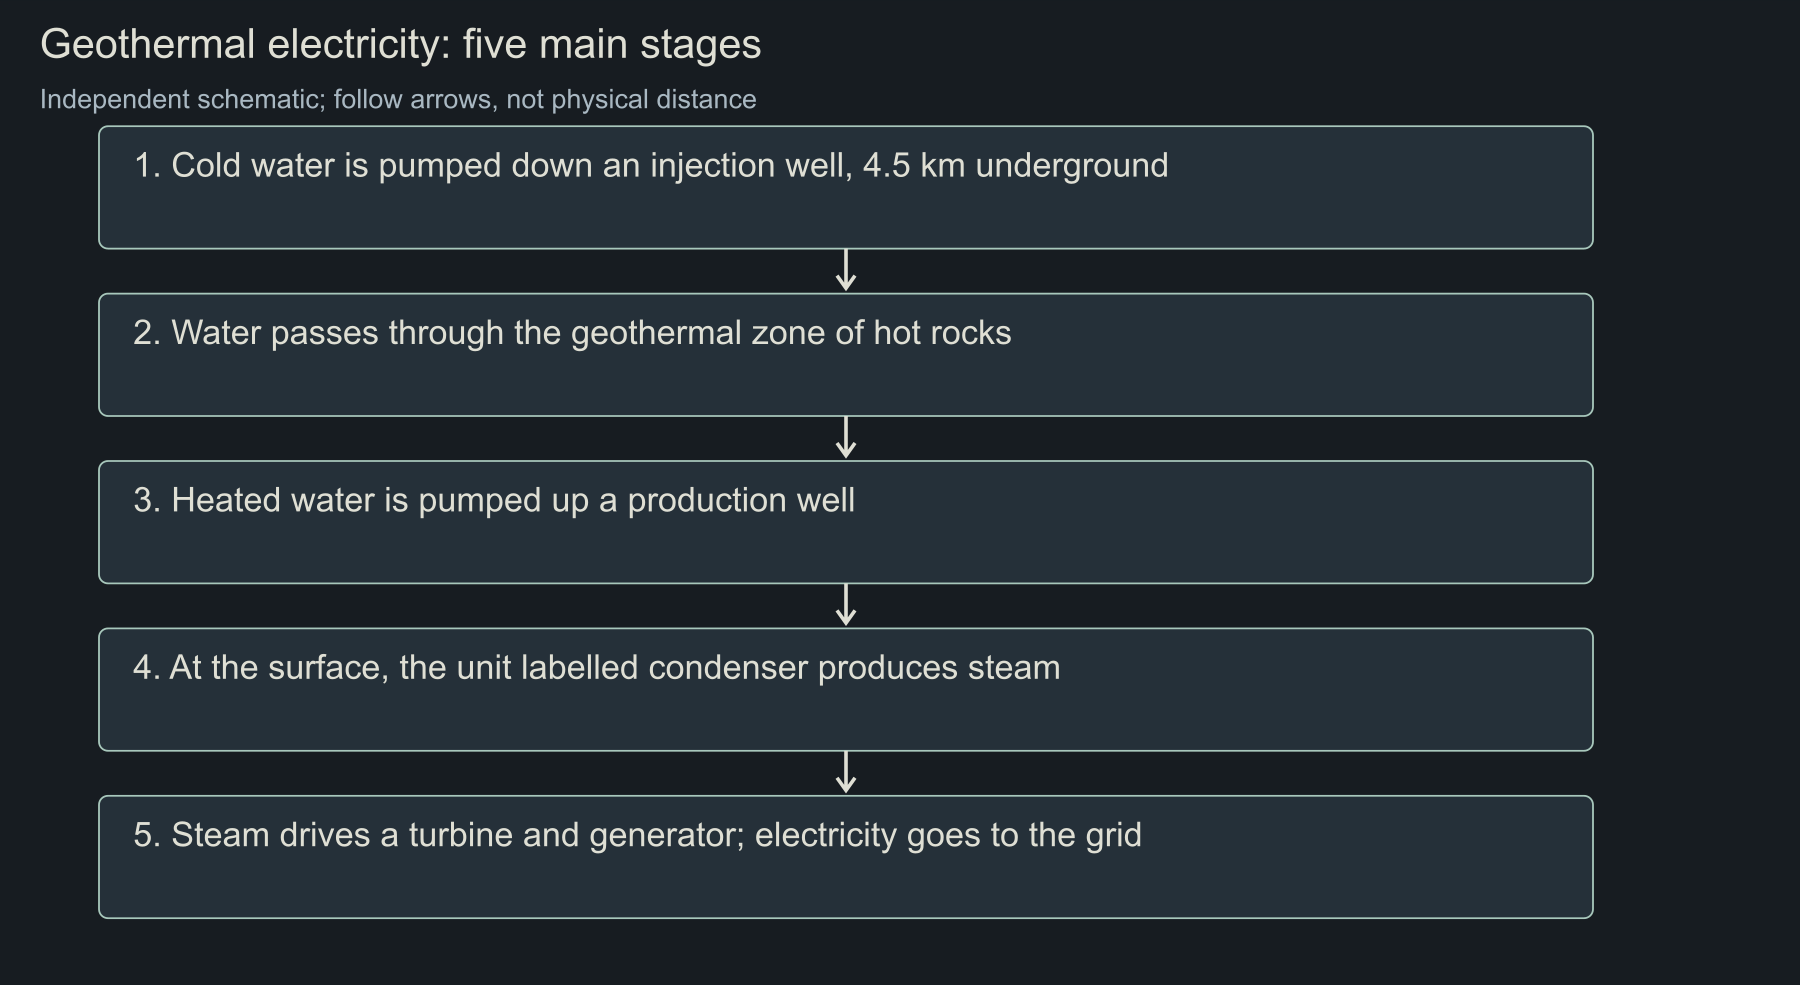 Geothermal electricity: five main stages
Independent schematic; follow arrows, not physical distance
1. Cold water is pumped down an injection well, 4.5 km underground
2. Water passes through the geothermal zone of hot rocks
3. Heated water is pumped up a production well
4. At the surface, the unit labelled condenser produces steam
5. Steam drives a turbine and generator; electricity goes to the grid